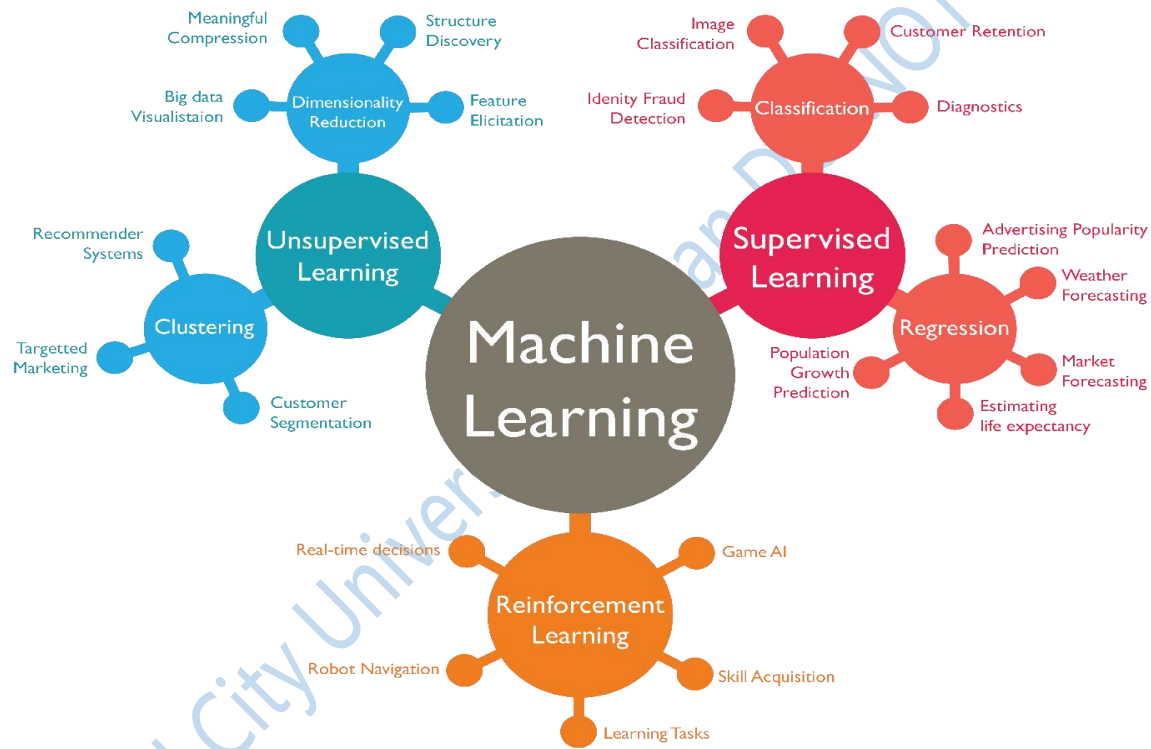 Machine
Learning
Unsupervised
Learning
Dimensionality
Reduction
Meaningful
Compression
Structure
Discovery
Big data
Visualistaion
Feature
Elicitation
Clustering
Recommender
Systems
Targetted
Marketing
Customer
Segmentation
Supervised
Learning
Classification
Image
Classification
Customer Retention
Idenity Fraud
Detection
Diagnostics
Regression
Advertising Popularity
Prediction
Weather
Forecasting
Population
Growth
Prediction
Market
Forecasting
Estimating
life expectancy
Reinforcement
Learning
Real-time decisions
Game AI
Robot Navigation
Skill Acquisition
Learning Tasks
City